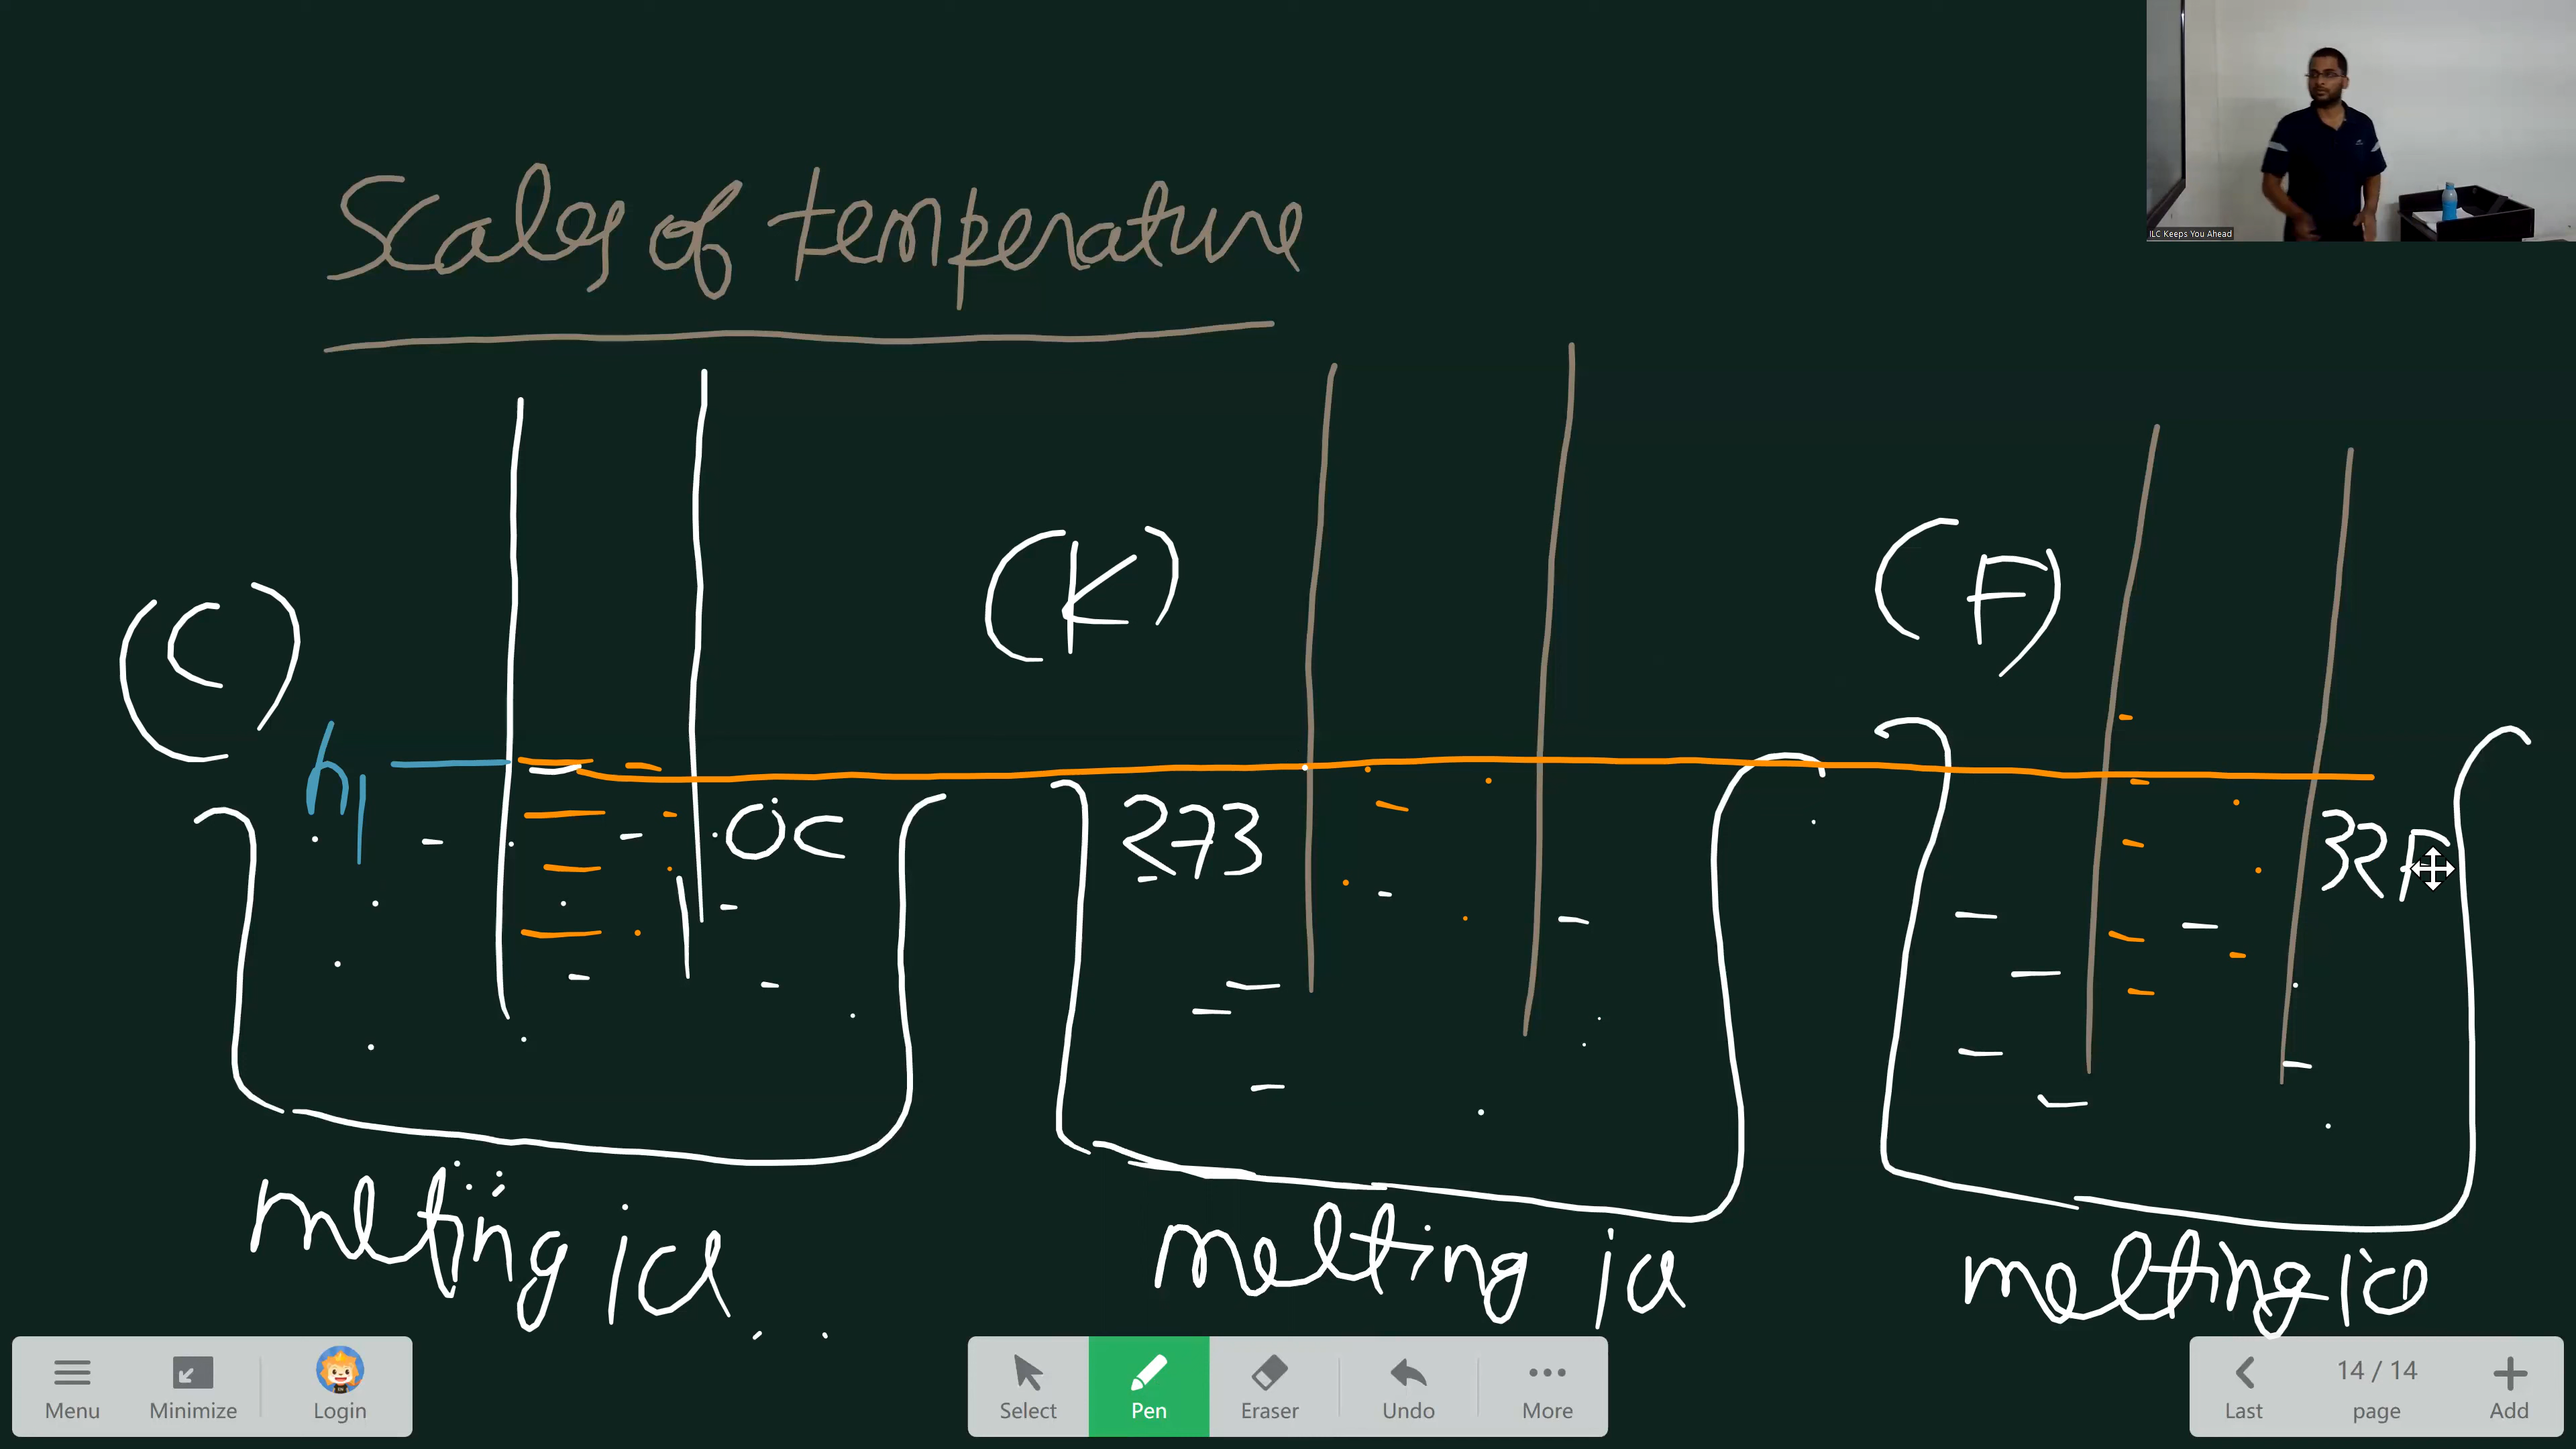 ILC Keeps You Ahead
Scales of temperature
(C)
(K)
(F)
h1
0°C
273
32F
melting ice
melting ice
melting ice
Menu
Minimize
Login
Select
Pen
Eraser
Undo
More
Last
14 / 14
page
Add